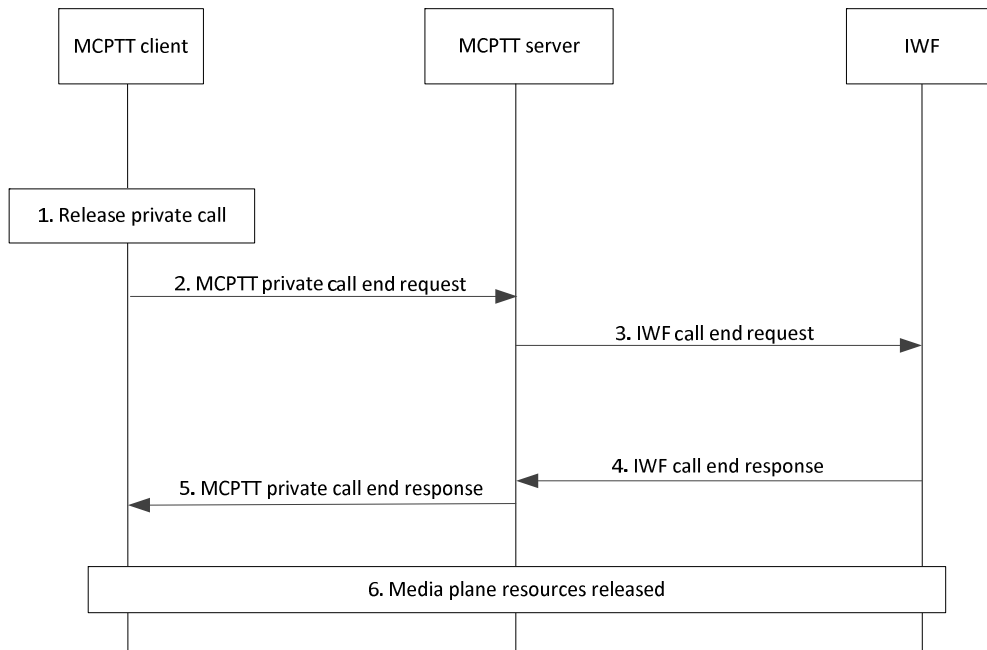 MCPTT client
MCPTT server
IWF
1. Release private call
2. MCPTT private call end request
3. IWF call end request
4. IWF call end response
5. MCPTT private call end response
6. Media plane resources released